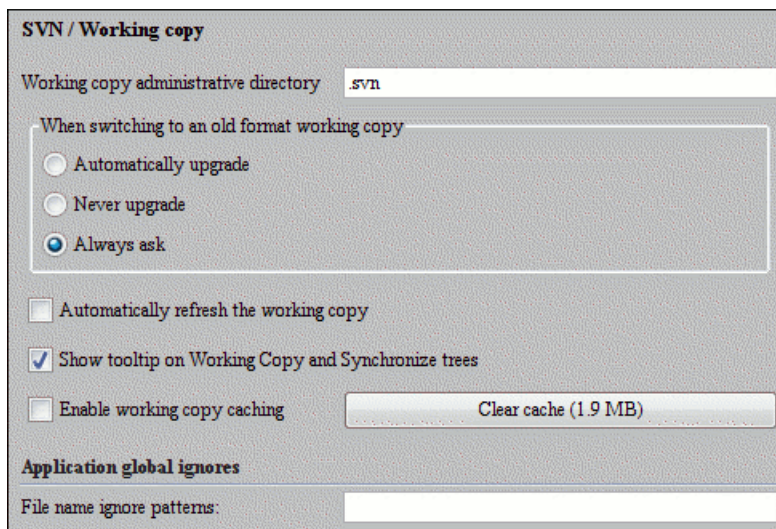 SVN / Working copy
Working copy administrative directory .svn
When switching to an old format working copy
Automatically upgrade
Never upgrade
Always ask
Automatically refresh the working copy
Show tooltip on Working Copy and Synchronize trees
Enable working copy caching Clear cache (1.9 MB)
Application global ignores
File name ignore patterns: